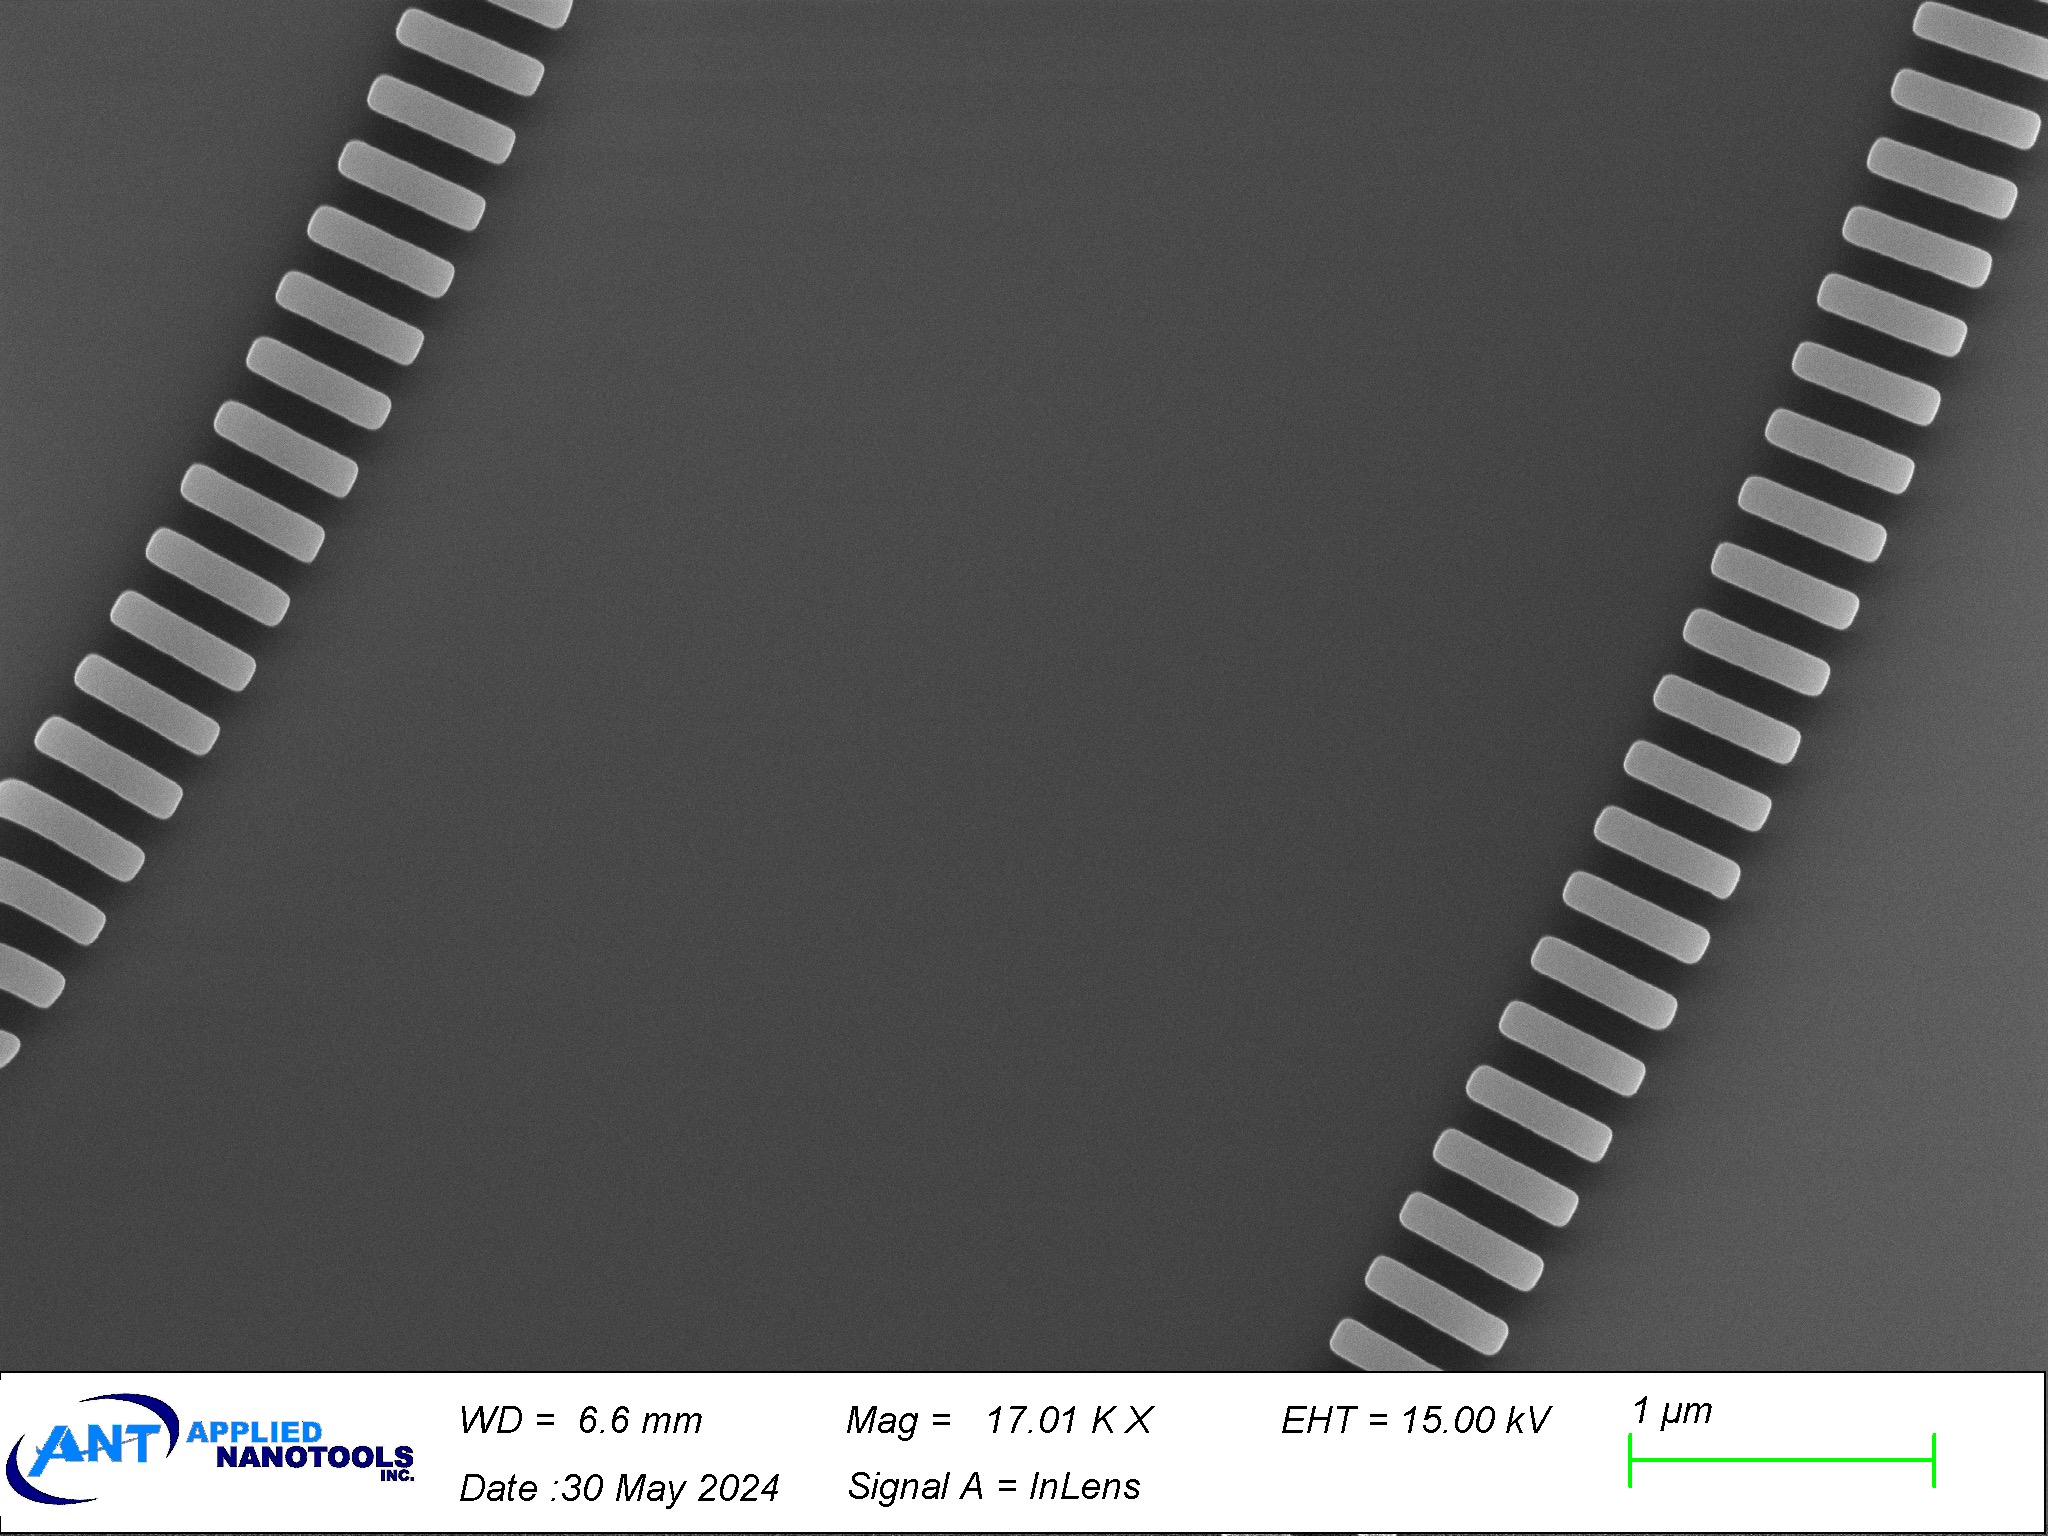 ANT APPLIED
NANOTOOLS
INC.
WD = 6.6 mm
Mag = 17.01 K X
EHT = 15.00 kV
1 µm
Date :30 May 2024
Signal A = InLens